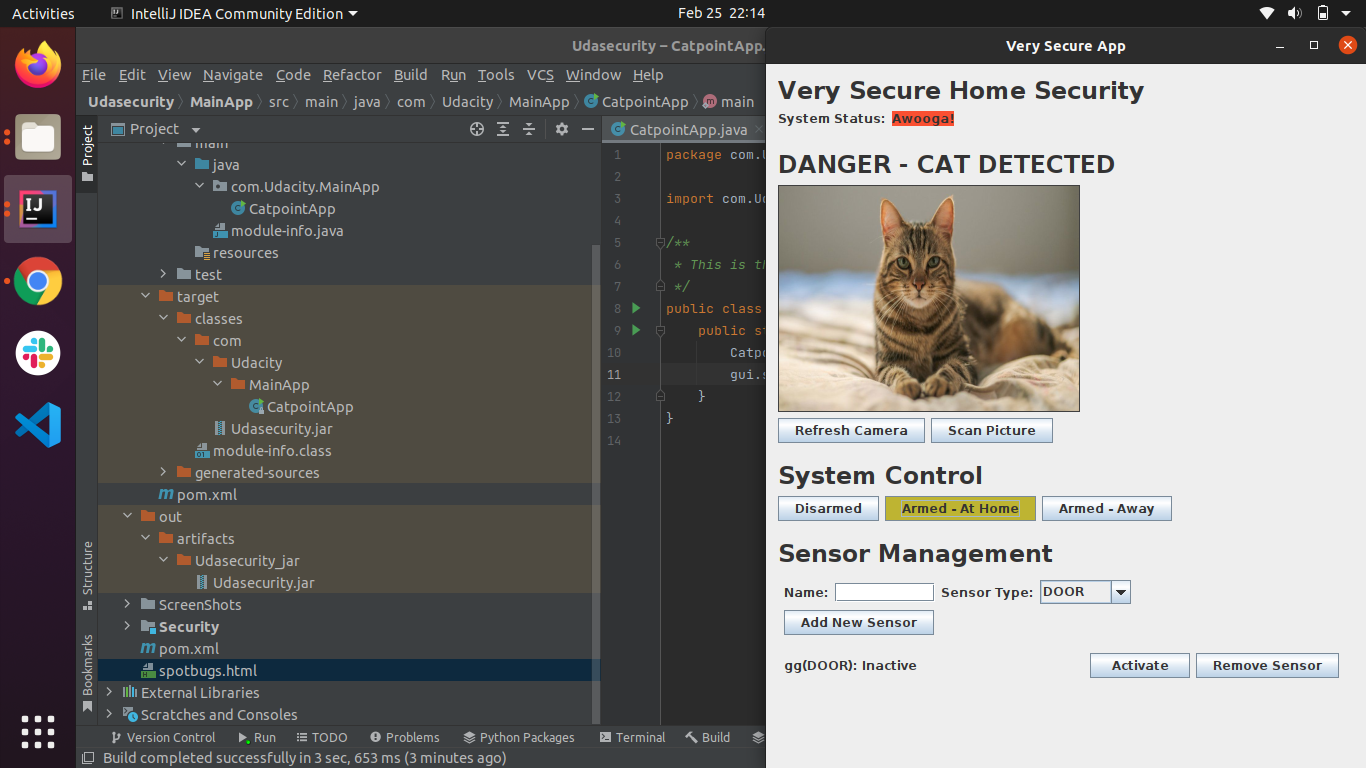 Activities IntelliJ IDEA Community Edition Feb 25 22:14
Udasecurity – CatpointApp.
File Edit View Navigate Code Refactor Build Run Tools VCS Window Help
Udasecurity MainApp src main java com Udacity MainApp CatpointApp main
Project
Project
Structure
Bookmarks
main
java
com.Udacity.MainApp
CatpointApp
module-info.java
resources
test
target
classes
com
Udacity
MainApp
CatpointApp
Udasecurity.jar
module-info.class
generated-sources
pom.xml
out
artifacts
Udasecurity_jar
Udasecurity.jar
ScreenShots
Security
pom.xml
spotbugs.html
External Libraries
Scratches and Consoles
CatpointApp.java
1 package com.U
2
3 import com.Ud
4
5 /**
6 * This is th
7 */
8 public class
9 public st
10 Catpo
11 gui.s
12 }
13 }
14
Version Control Run TODO Problems Python Packages Terminal Build
Build completed successfully in 3 sec, 653 ms (3 minutes ago)
Very Secure App
Very Secure Home Security
System Status: Awooga!
DANGER - CAT DETECTED
Refresh Camera Scan Picture
System Control
Disarmed Armed - At Home Armed - Away
Sensor Management
Name: Sensor Type: DOOR
Add New Sensor
gg(DOOR): Inactive Activate Remove Sensor